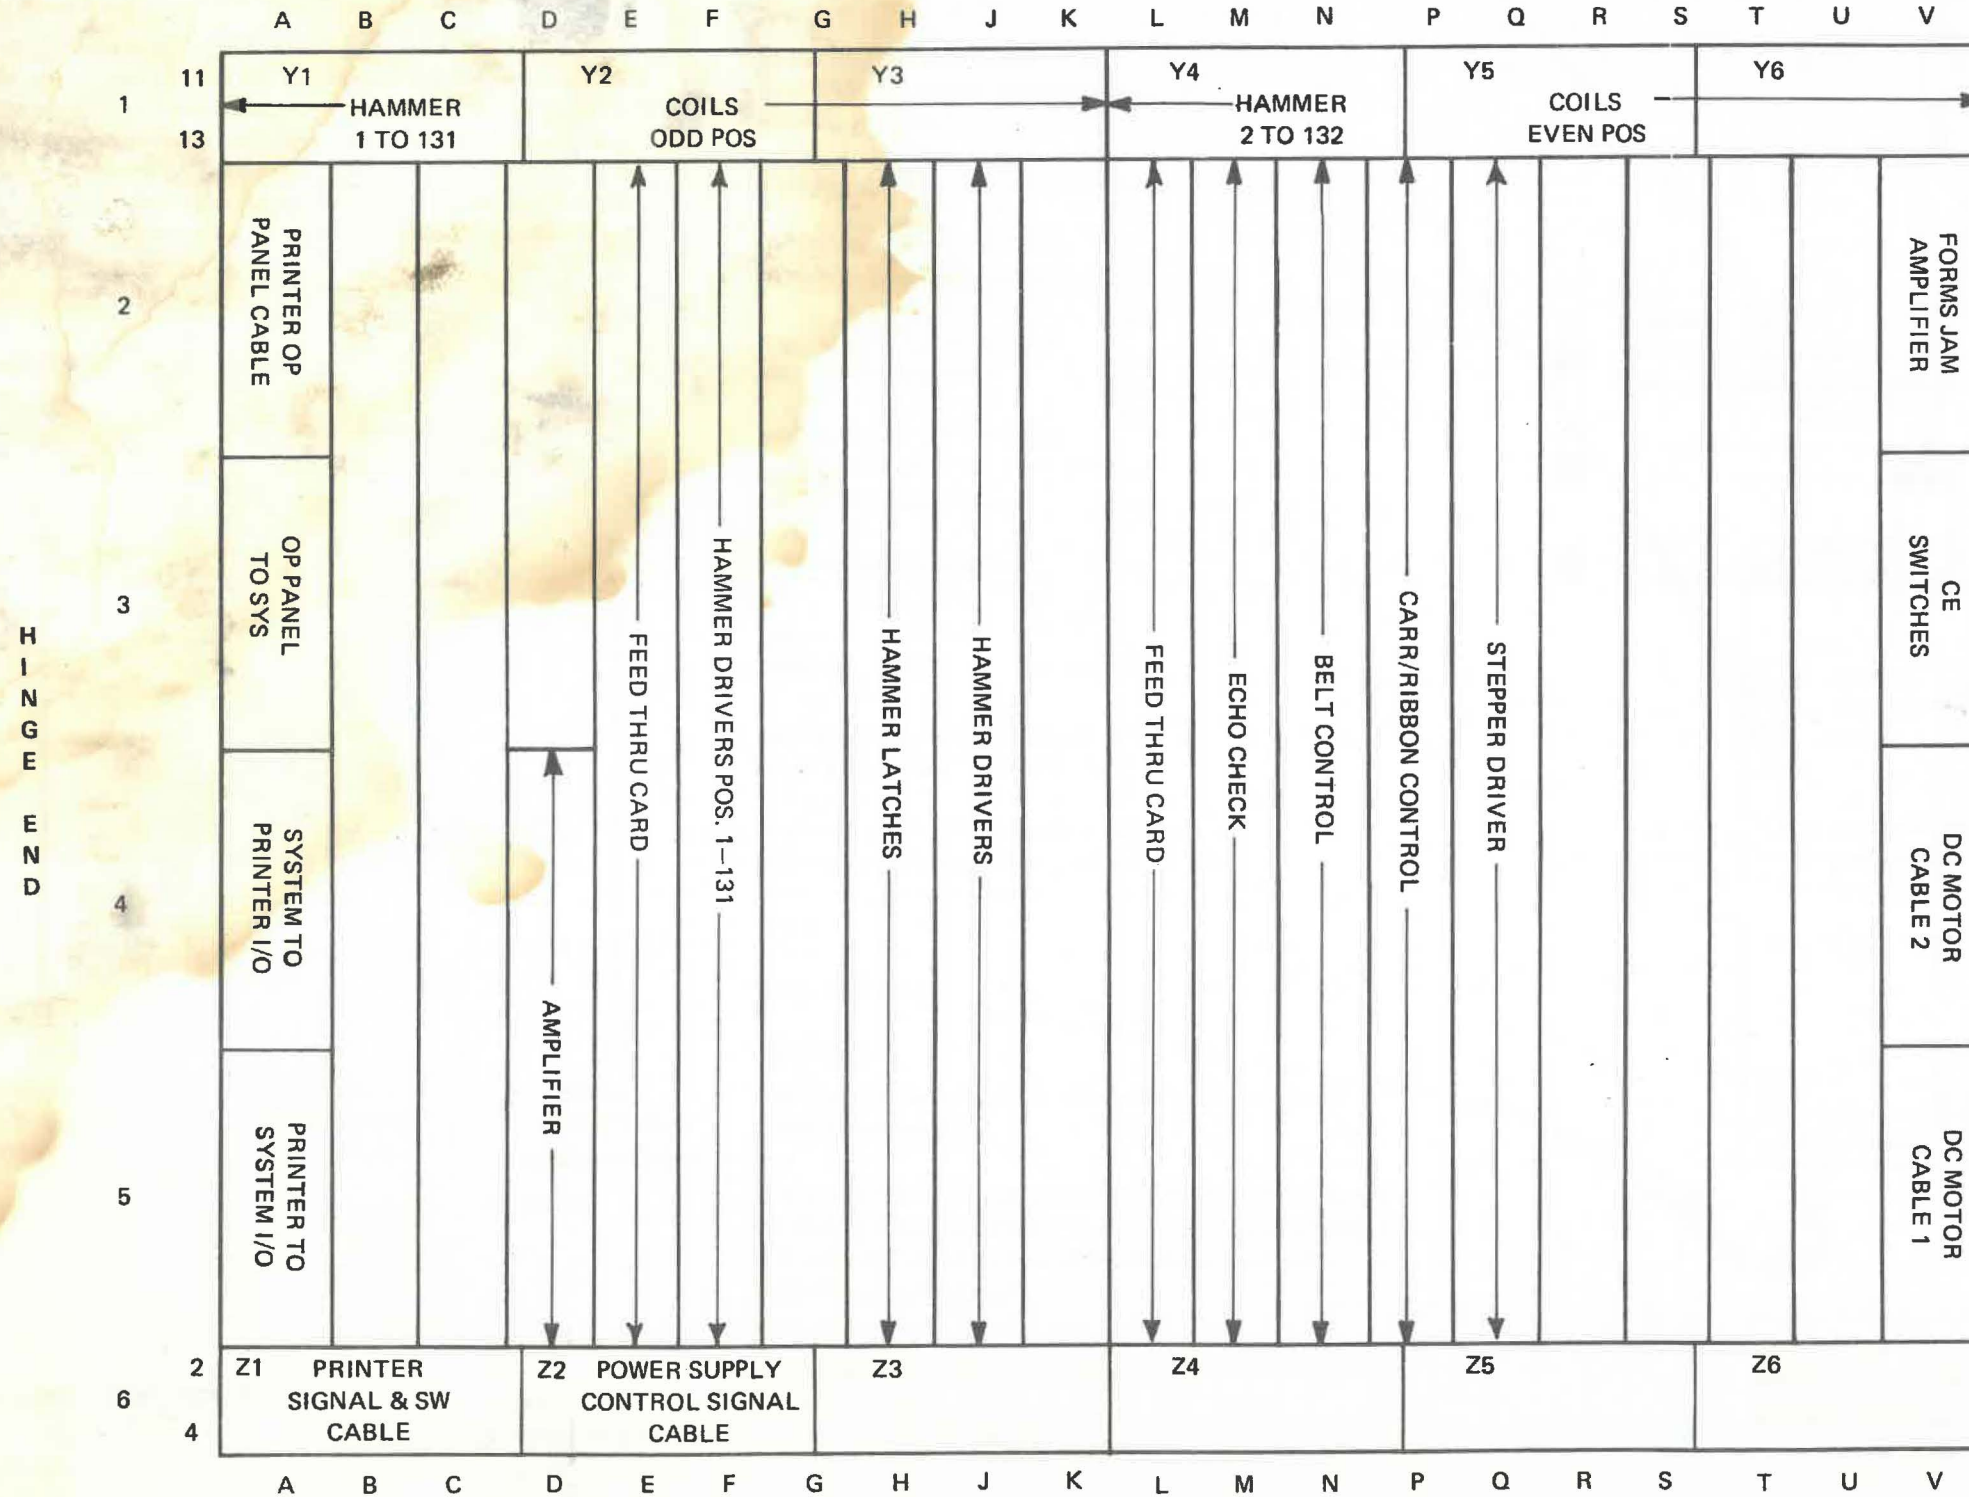 A B C D E F G H J K L M N P Q R S T U V
11
1
13
Y1
HAMMER
1 TO 131
Y2
COILS
ODD POS
Y3
Y4
HAMMER
2 TO 132
Y5
COILS
EVEN POS
Y6
2
3
4
5
HINGE END
PRINTER OP
PANEL CABLE
OP PANEL
TO SYS
SYSTEM TO
PRINTER I/O
PRINTER TO
SYSTEM I/O
AMPLIFIER
FEED THRU CARD
HAMMER DRIVERS POS. 1–131
HAMMER LATCHES
HAMMER DRIVERS
FEED THRU CARD
ECHO CHECK
BELT CONTROL
CARR/RIBBON CONTROL
STEPPER DRIVER
FORMS JAM
AMPLIFIER
CE
SWITCHES
DC MOTOR
CABLE 2
DC MOTOR
CABLE 1
2
6
4
Z1 PRINTER
SIGNAL & SW
CABLE
Z2 POWER SUPPLY
CONTROL SIGNAL
CABLE
Z3
Z4
Z5
Z6
A B C D E F G H J K L M N P Q R S T U V